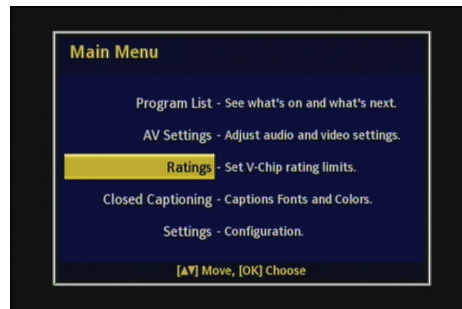 Main Menu
Program List - See what's on and what's next.
AV Settings - Adjust audio and video settings.
Ratings - Set V-Chip rating limits.
Closed Captioning - Captions Fonts and Colors.
Settings - Configuration.
[▲▼] Move, [OK] Choose